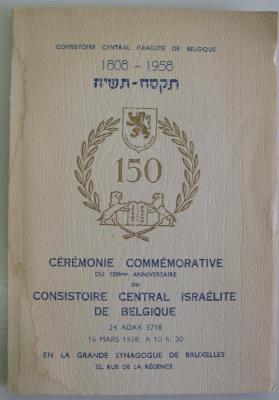 CONSISTOIRE CENTRAL ISRAÉLITE DE BELGIQUE
1808 - 1958
תקסח-תשיח
150
CÉRÉMONIE COMMÉMORATIVE
DU 150ème ANNIVERSAIRE
DU
CONSISTOIRE CENTRAL ISRAÉLITE
DE BELGIQUE
24 ADAR 5718
16 MARS 1958, A 10 h. 30
EN LA GRANDE SYNAGOGUE DE BRUXELLES
32, RUE DE LA RÉGENCE